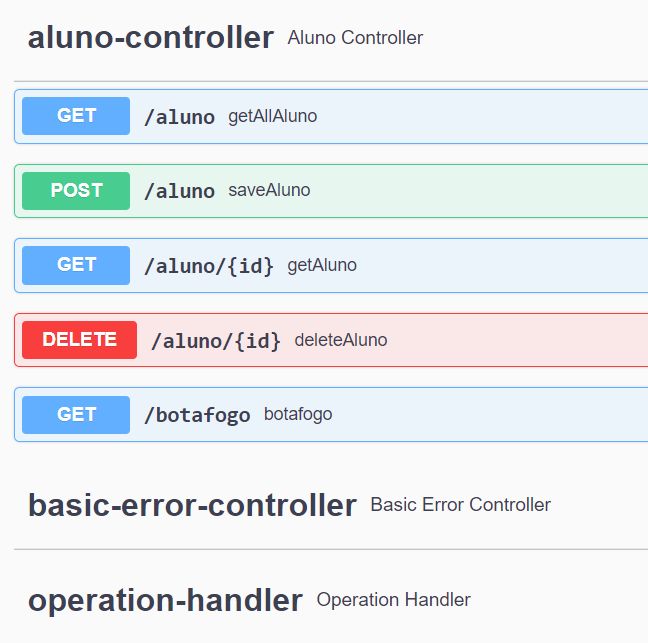 aluno-controller Aluno Controller
GET /aluno getAllAluno
POST /aluno saveAluno
GET /aluno/{id} getAluno
DELETE /aluno/{id} deleteAluno
GET /botafogo botafogo
basic-error-controller Basic Error Controller
operation-handler Operation Handler